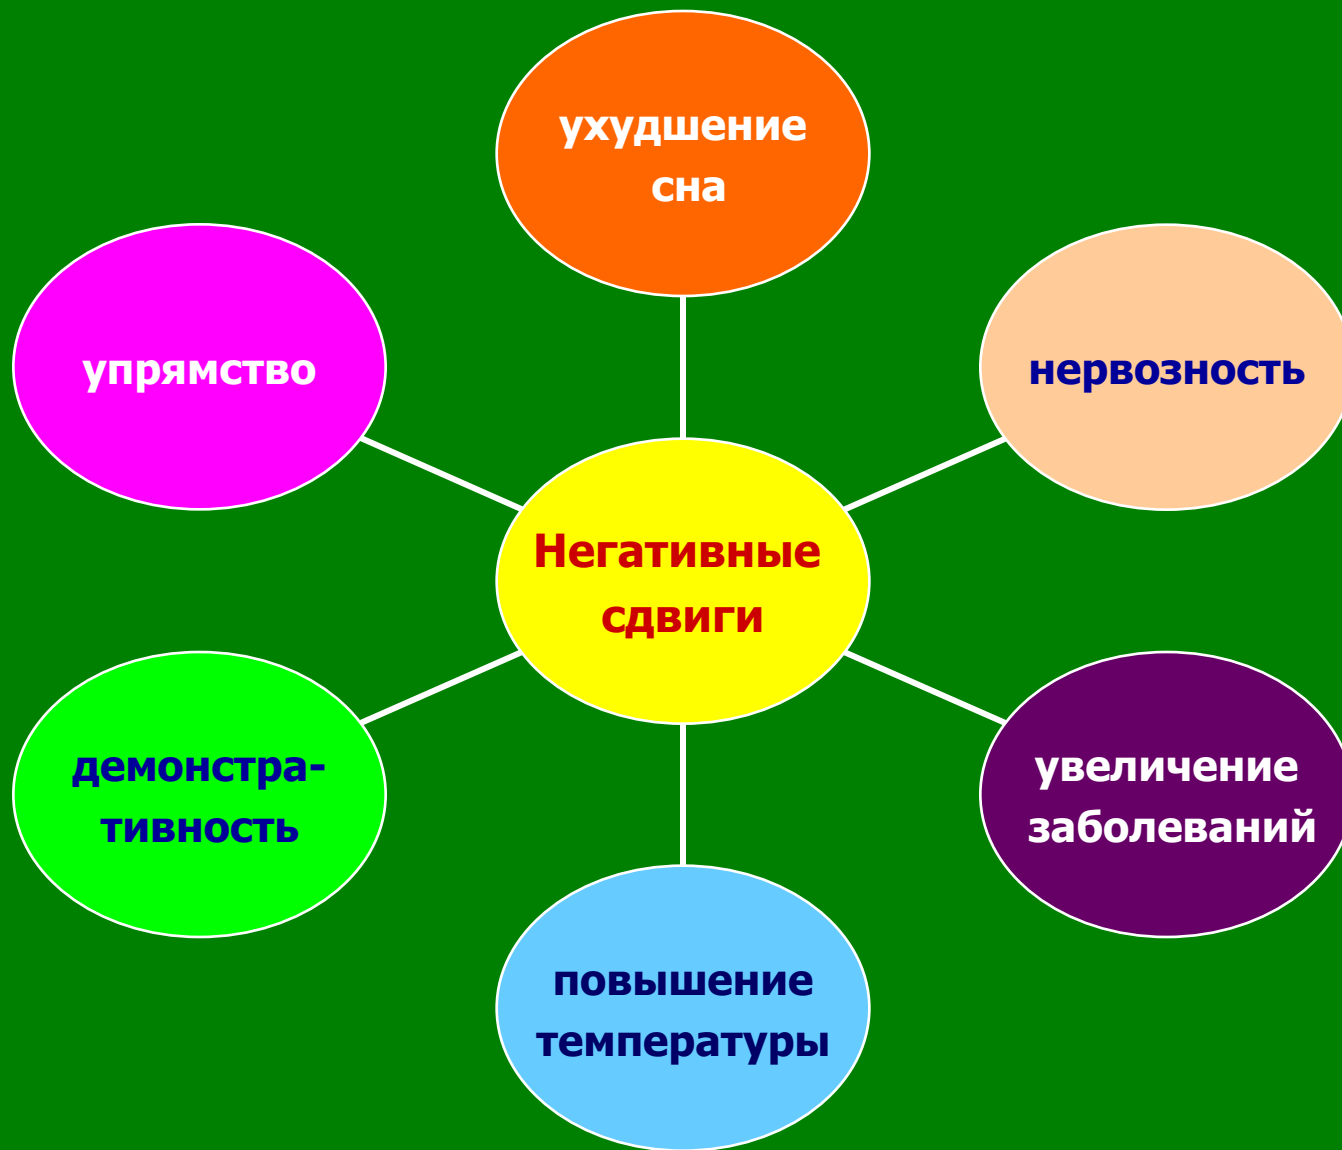 ухудшение
сна
упрямство
нервозность
Негативные
сдвиги
демонстра-
тивность
увеличение
заболеваний
повышение
температуры